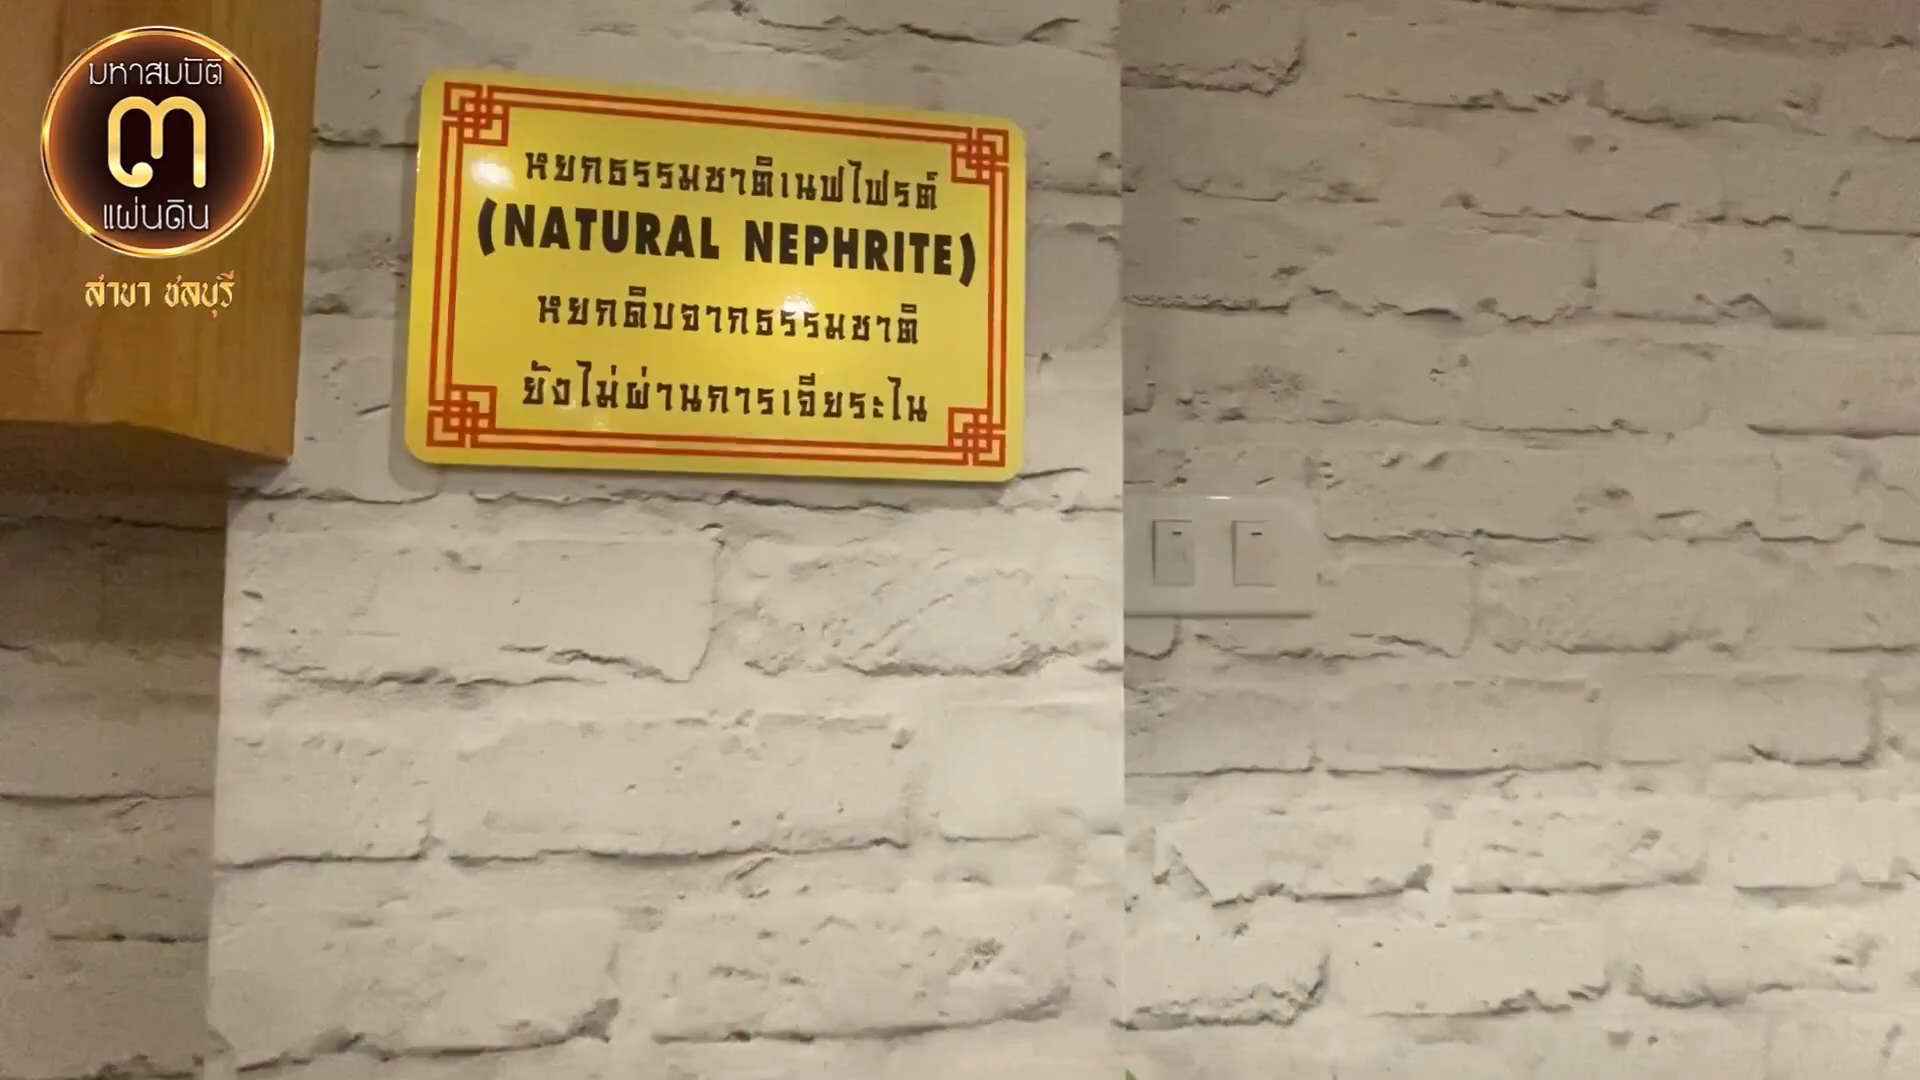 มหาสมบัติ
๓
แผ่นดิน
สาขา ชลบุรี
หยกธรรมชาติเนฟไฟรต์
(NATURAL NEPHRITE)
หยกดิบจากธรรมชาติ
ยังไม่ผ่านการเจียระไน